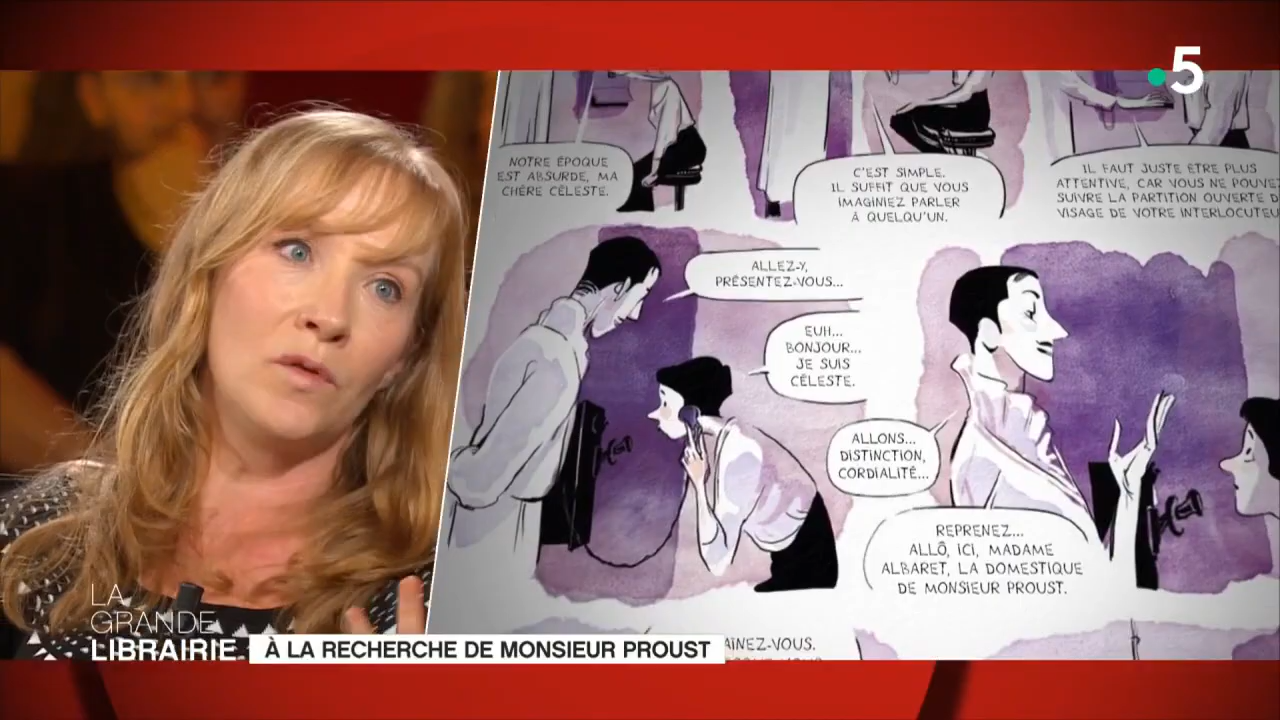 5
NOTRE ÉPOQUE
EST ABSURDE, MA
CHÈRE CÉLESTE.
C'EST SIMPLE.
IL SUFFIT QUE VOUS
IMAGINIEZ PARLER
À QUELQU'UN.
IL FAUT JUSTE ÊTRE PLUS
ATTENTIVE, CAR VOUS NE POUVEZ
SUIVRE LA PARTITION OUVERTE D
VISAGE DE VOTRE INTERLOCUTEU
ALLEZ-Y,
PRÉSENTEZ-VOUS...
EUH...
BONJOUR...
JE SUIS
CÉLESTE.
ALLONS...
DISTINCTION,
CORDIALITÉ...
REPRENEZ...
ALLÔ, ICI, MADAME
ALBARET, LA DOMESTIQUE
DE MONSIEUR PROUST.
AÎNEZ-VOUS.
LA
GRANDE
LIBRAIRIE
À LA RECHERCHE DE MONSIEUR PROUST